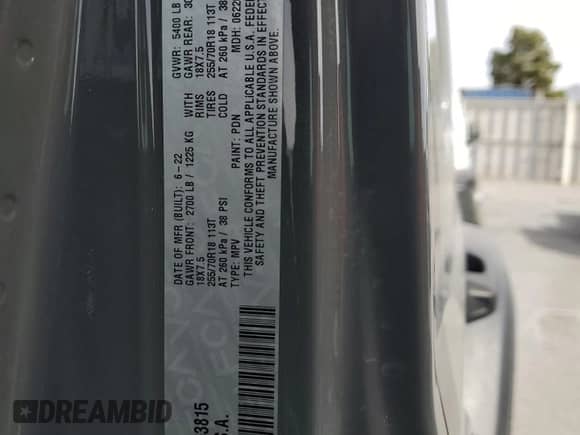 DATE OF MFR (BUILT): 6-22
GVWR: 5400 LB
GAWR FRONT: 2700 LB / 1225 KG WITH GAWR REAR:
18X7.5 RIMS 18X7.5
255/70R18 113T TIRES 255/70R18 113T
AT 260 kPa / 38 PSI COLD AT 260 kPa / 38
TYPE: MPV
MDH: 0622
PAINT: PDN
THIS VEHICLE CONFORMS TO ALL APPLICABLE U.S.A. FEDER
SAFETY AND THEFT PREVENTION STANDARDS IN EFFECT
MANUFACTURE SHOWN ABOVE.
3815
S.A.
DREAMBID